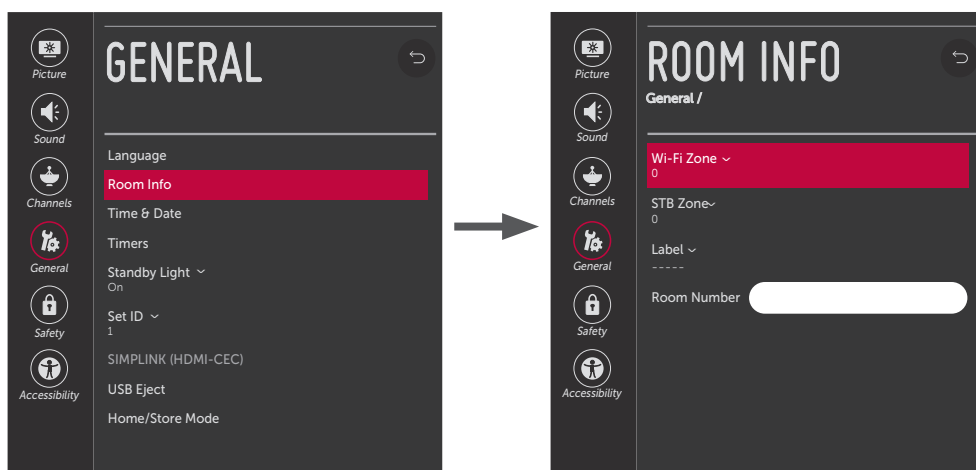 GENERAL
Picture
Sound
Channels
General
Safety
Accessibility
Language
Room Info
Time & Date
Timers
Standby Light
On
Set ID
1
SIMPLINK (HDMI-CEC)
USB Eject
Home/Store Mode
ROOM INFO
General /
Picture
Sound
Channels
General
Safety
Accessibility
Wi-Fi Zone
0
STB Zone
0
Label
-----
Room Number